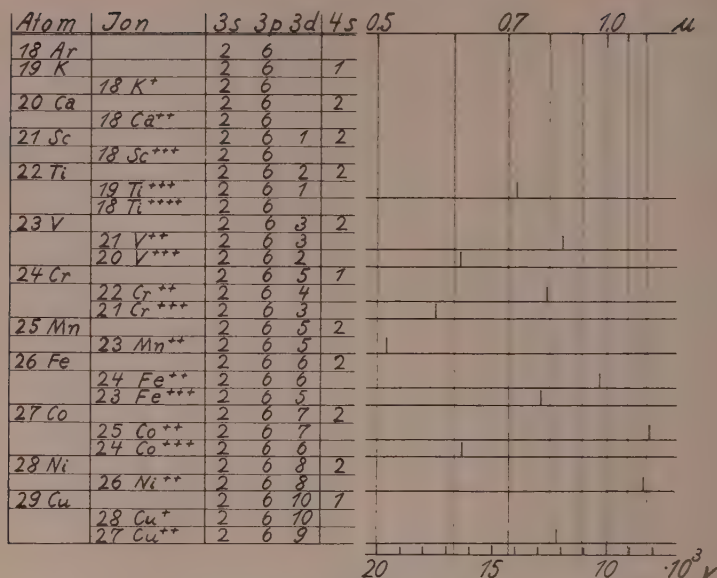 Atom Jon 3s 3p 3d 4s 0.5 0.7 1.0 µ
18 Ar 2 6
19 K 2 6 1
18 K+ 2 6
20 Ca 2 6 2
18 Ca++ 2 6
21 Sc 2 6 1 2
18 Sc+++ 2 6
22 Ti 2 6 2 2
19 Ti+++ 2 6 1
18 Ti++++ 2 6
23 V 2 6 3 2
21 V++ 2 6 3
20 V+++ 2 6 2
24 Cr 2 6 5 1
22 Cr++ 2 6 4
21 Cr+++ 2 6 3
25 Mn 2 6 5 2
23 Mn++ 2 6 5
26 Fe 2 6 6 2
24 Fe++ 2 6 6
23 Fe+++ 2 6 5
27 Co 2 6 7 2
25 Co++ 2 6 7
24 Co+++ 2 6 6
28 Ni 2 6 8 2
26 Ni++ 2 6 8
29 Cu 2 6 10 1
28 Cu+ 2 6 10
27 Cu++ 2 6 9
20 15 10 ·10³ ν